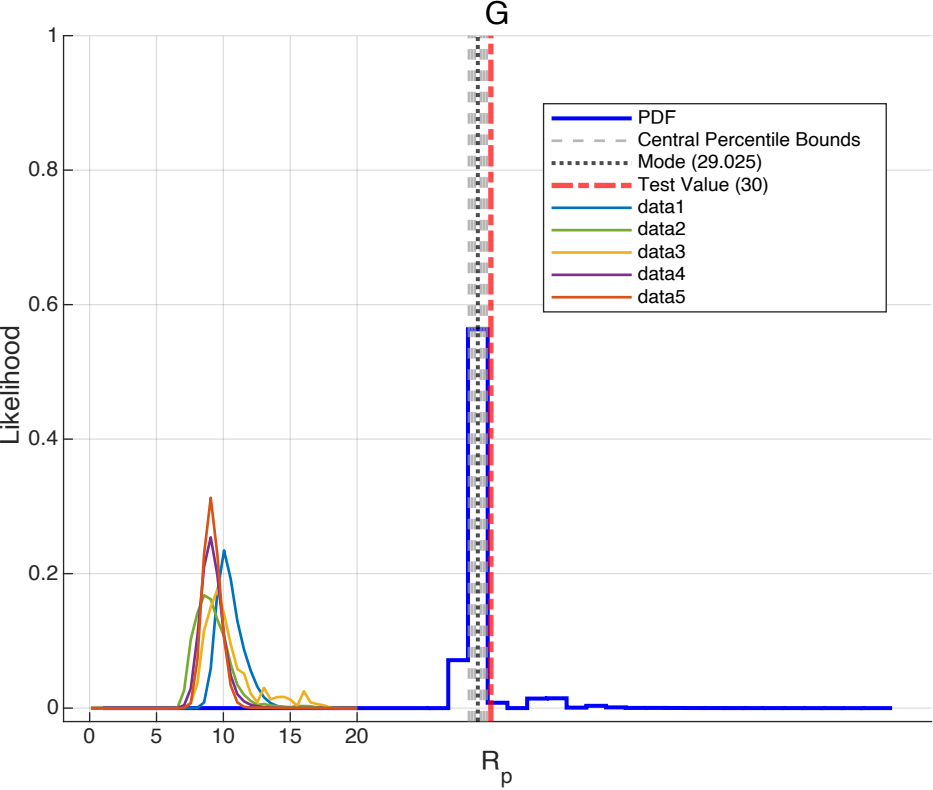 G
1
0.8
0.6
0.4
0.2
0
Likelihood
0 5 10 15 20
Rp
PDF
Central Percentile Bounds
Mode (29.025)
Test Value (30)
data1
data2
data3
data4
data5